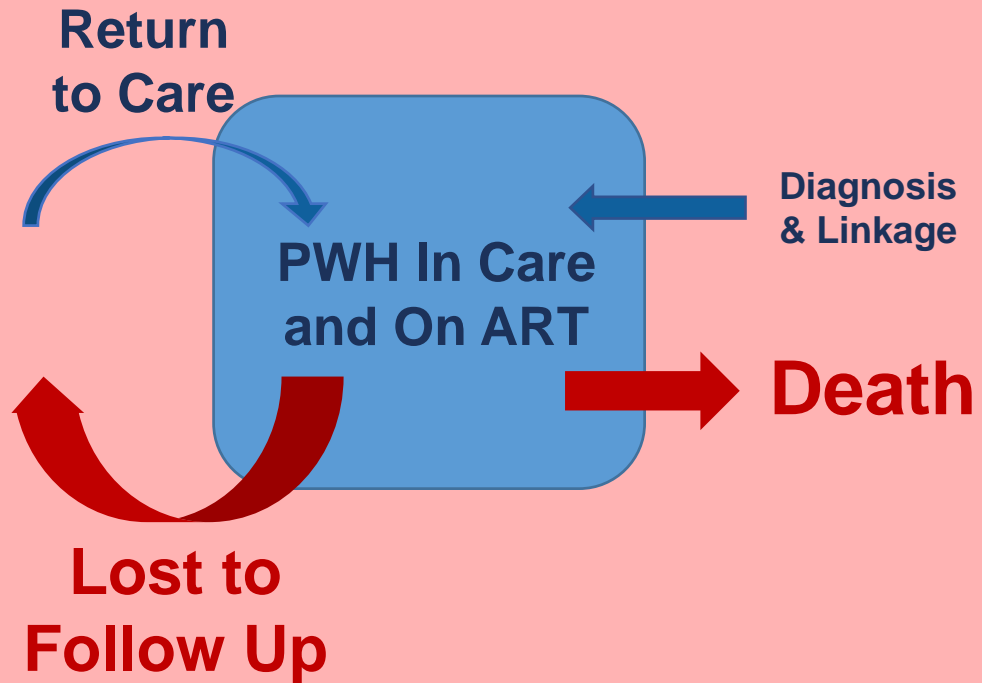 Return
to Care
Diagnosis
& Linkage
PWH In Care
and On ART
Death
Lost to
Follow Up